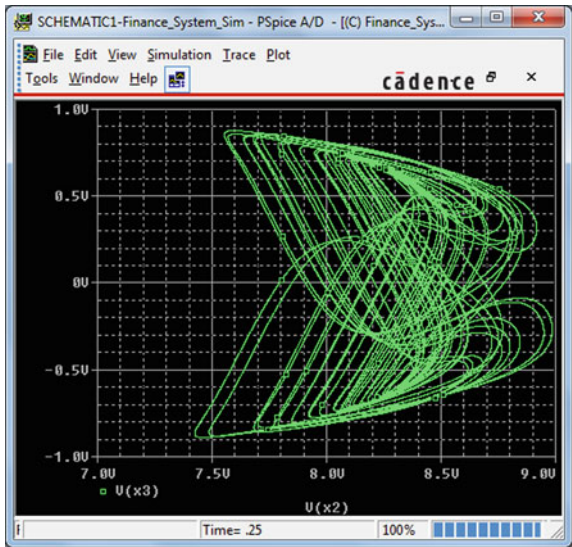 SCHEMATIC1-Finance_System_Sim - PSpice A/D - [(C) Finance_Sys...
File Edit View Simulation Trace Plot
Tools Window Help
cādence
1.0V
0.5V
0V
-0.5V
-1.0V
7.0V 7.5V 8.0V 8.5V 9.0V
V(x3)
V(x2)
Time= .25 100%